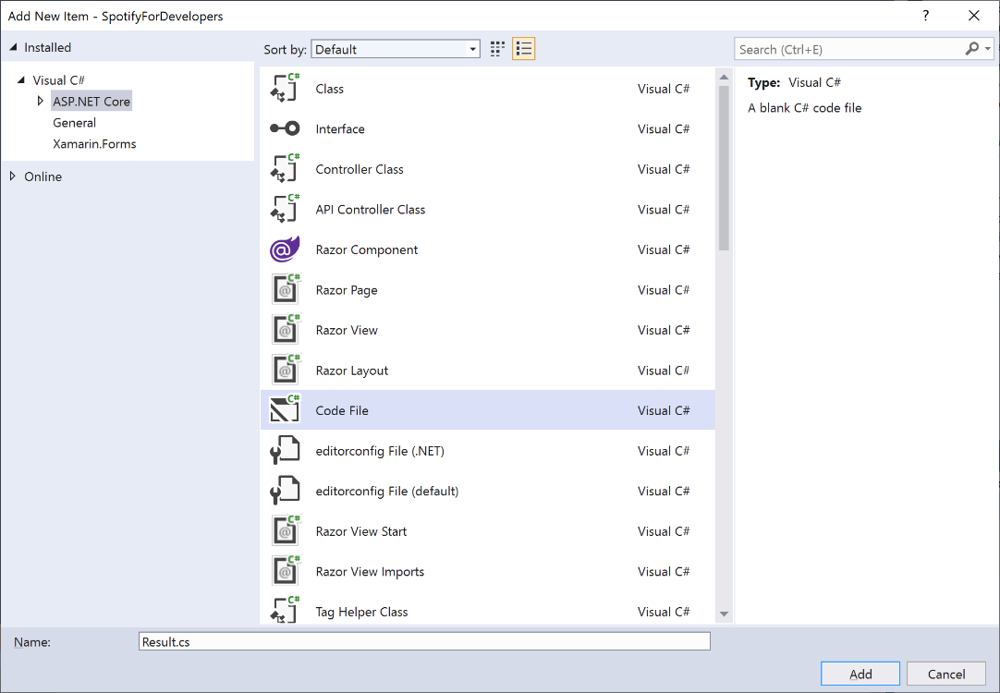 Add New Item - SpotifyForDevelopers
?
Installed
Sort by: Default
Search (Ctrl+E)
Visual C#
ASP.NET Core
General
Xamarin.Forms
Online
C# Class Visual C#
Interface Visual C#
C# Controller Class Visual C#
C# API Controller Class Visual C#
@ Razor Component Visual C#
C# @ Razor Page Visual C#
C# @ Razor View Visual C#
C# @ Razor Layout Visual C#
C# Code File Visual C#
editorconfig File (.NET) Visual C#
editorconfig File (default) Visual C#
C# @ Razor View Start Visual C#
C# @ Razor View Imports Visual C#
C# Tag Helper Class Visual C#
Type: Visual C#
A blank C# code file
Name: Result.cs
Add Cancel